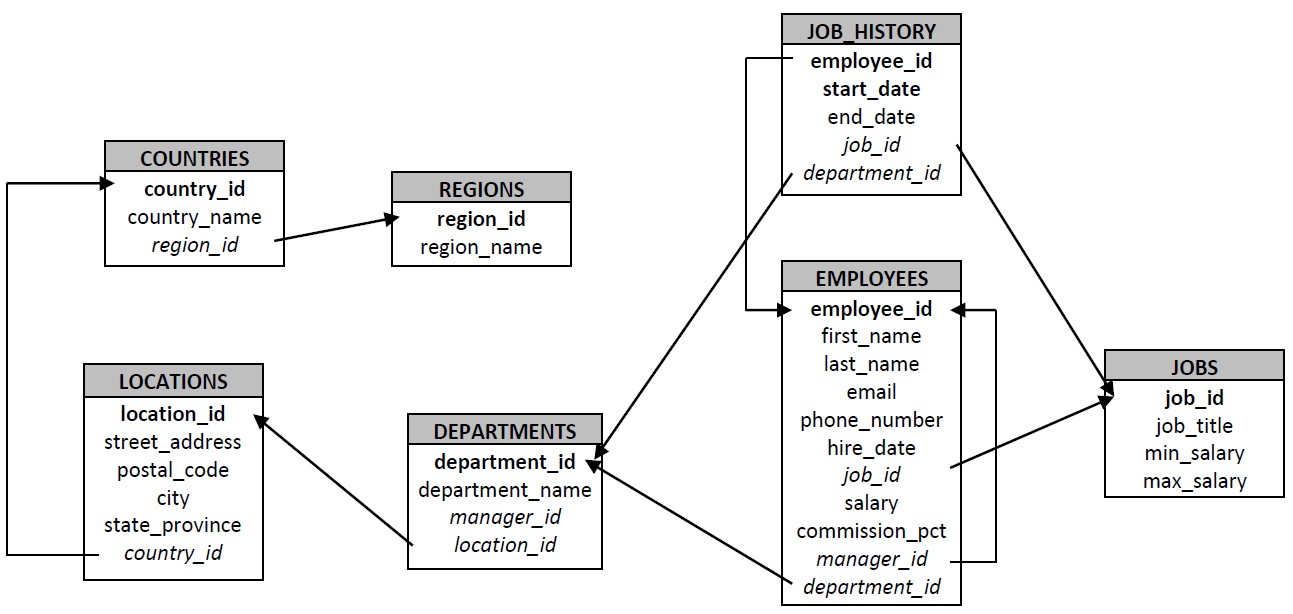 JOB_HISTORY
employee_id
start_date
end_date
job_id
department_id
COUNTRIES
country_id
country_name
region_id
REGIONS
region_id
region_name
EMPLOYEES
employee_id
first_name
last_name
email
phone_number
hire_date
job_id
salary
commission_pct
manager_id
department_id
JOBS
job_id
job_title
min_salary
max_salary
LOCATIONS
location_id
street_address
postal_code
city
state_province
country_id
DEPARTMENTS
department_id
department_name
manager_id
location_id